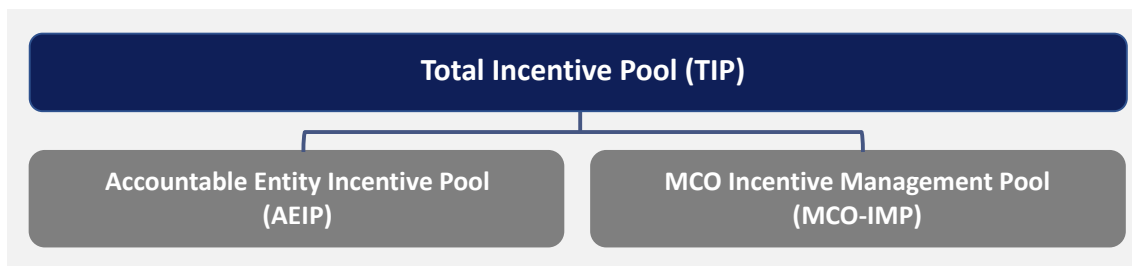 Total Incentive Pool (TIP)
Accountable Entity Incentive Pool
(AEIP)
MCO Incentive Management Pool
(MCO-IMP)